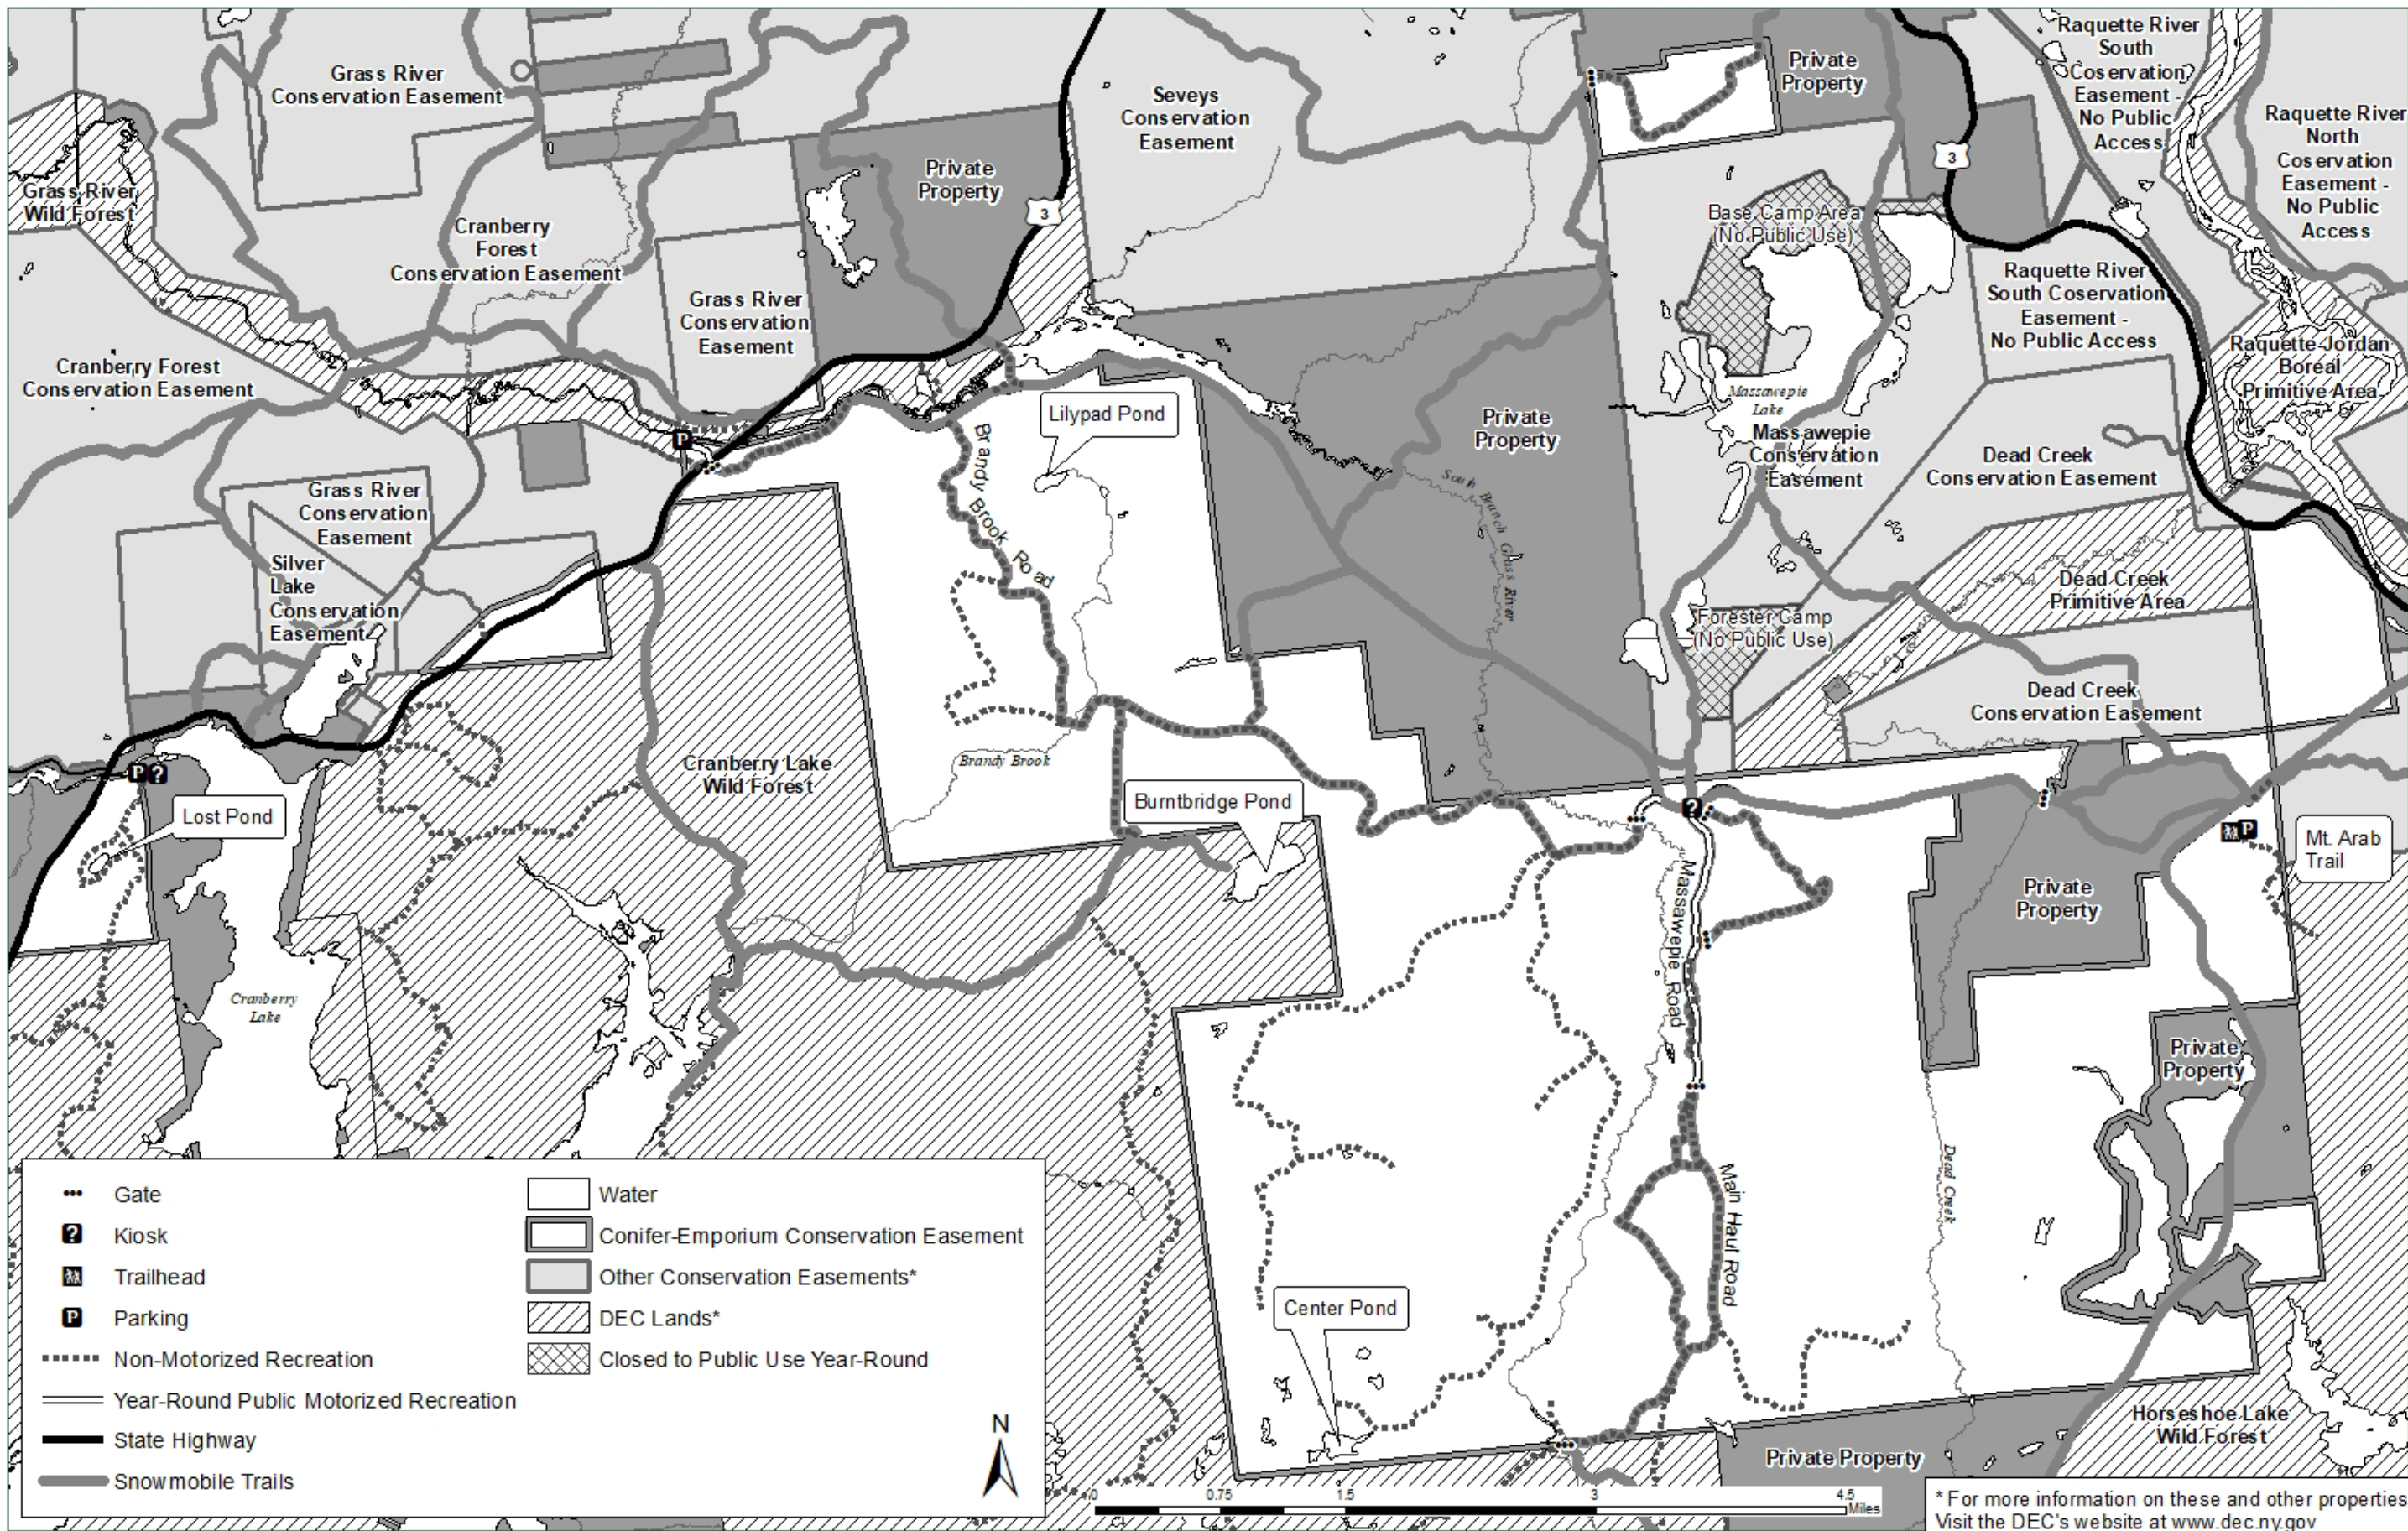 Grass River
Conservation Easement
Grass River
Wild Forest
Cranberry
Forest
Conservation Easement
Private
Property
3
Seveys
Conservation
Easement
Private
Property
Raquette River
South
Coservation
Easement -
No Public
Access
3
Raquette River
North
Coservation
Easement -
No Public
Access
Base Camp Area
(No Public Use)
Raquette River
South Coservation
Easement -
No Public Access
Grass River
Conservation
Easement
Cranberry Forest
Conservation Easement
Raquette-Jordan
Boreal
Primitive Area
Massawepie
Lake
Massawepie
Conservation
Easement
Private
Property
Lilypad Pond
P
Dead Creek
Conservation Easement
Brandy Brook Road
South Branch Grass River
Grass River
Conservation
Easement
Silver
Lake
Conservation
Easement
Dead Creek
Primitive Area
Forester Camp
(No Public Use)
Dead Creek
Conservation Easement
Cranberry Lake
Wild Forest
Brandy Brook
P ?
Lost Pond
Burntbridge Pond
?
Massawepie Road
P
Mt. Arab
Trail
Private
Property
Cranberry
Lake
Private
Property
Main Haul Road
Dead Creek
Center Pond
Horseshoe Lake
Wild Forest
Private Property
Gate
? Kiosk
Trailhead
P Parking
Non-Motorized Recreation
Year-Round Public Motorized Recreation
State Highway
Snowmobile Trails
Water
Conifer-Emporium Conservation Easement
Other Conservation Easements*
DEC Lands*
Closed to Public Use Year-Round
N
0 0.75 1.5 3 4.5
Miles
* For more information on these and other properties
Visit the DEC's website at www.dec.ny.gov